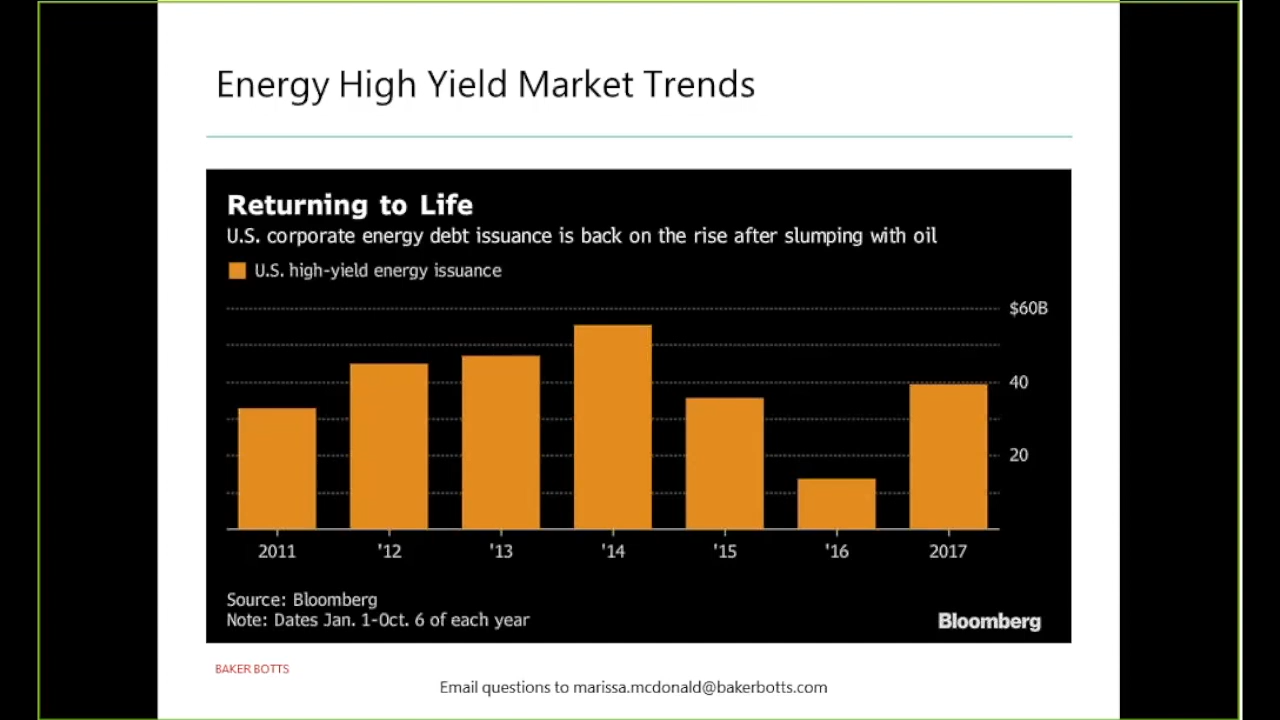 Energy High Yield Market Trends
Returning to Life
U.S. corporate energy debt issuance is back on the rise after slumping with oil
U.S. high-yield energy issuance
$60B
40
20
2011 '12 '13 '14 '15 '16 2017
Source: Bloomberg
Note: Dates Jan. 1-Oct. 6 of each year
Bloomberg
BAKER BOTTS
Email questions to marissa.mcdonald@bakerbotts.com